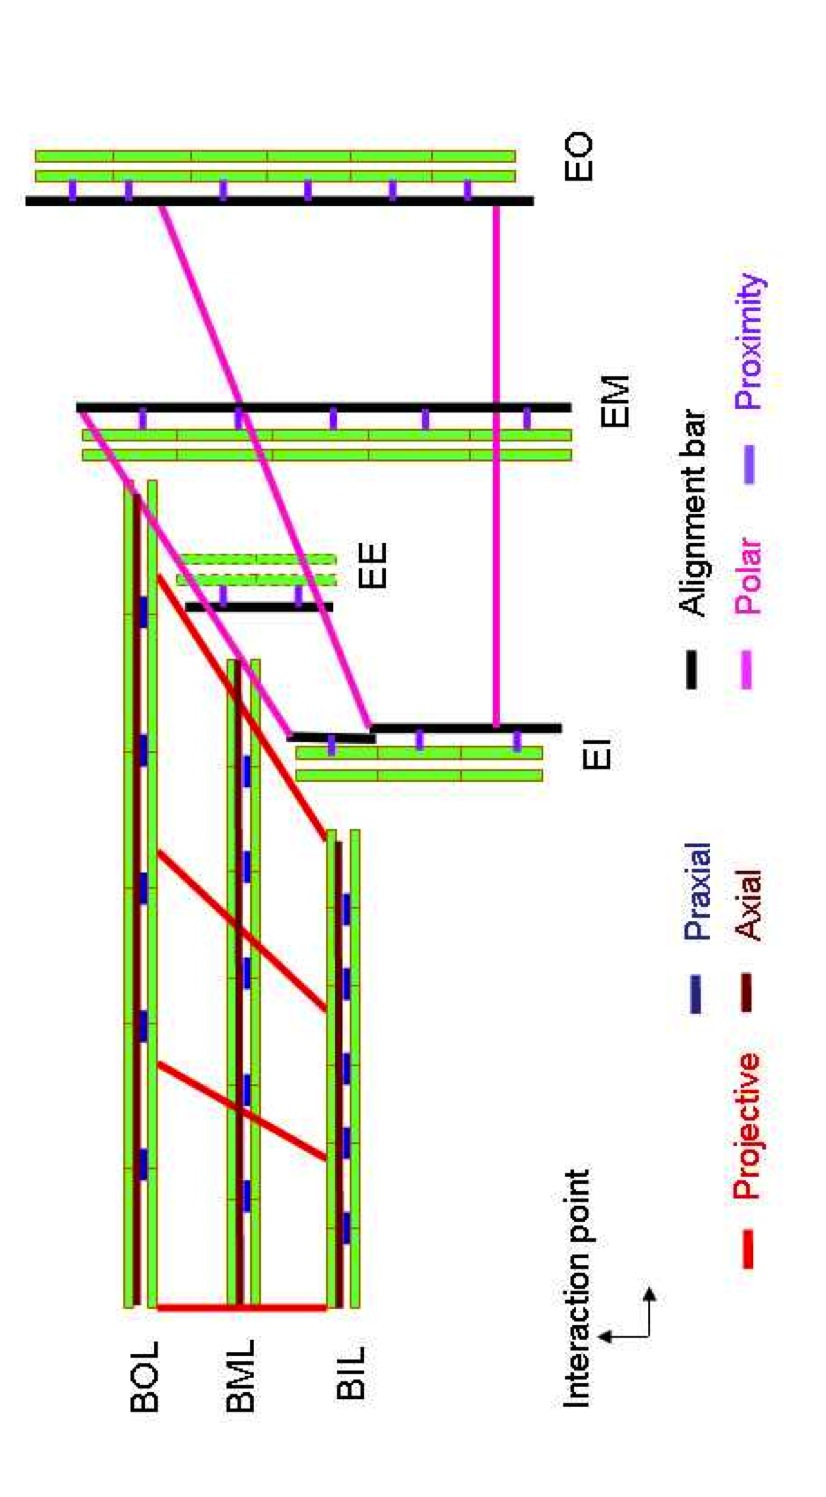 BOL
BML
BIL
EE
EI
EM
EO
Interaction point
Praxial
Alignment bar
Projective
Axial
Polar
Proximity